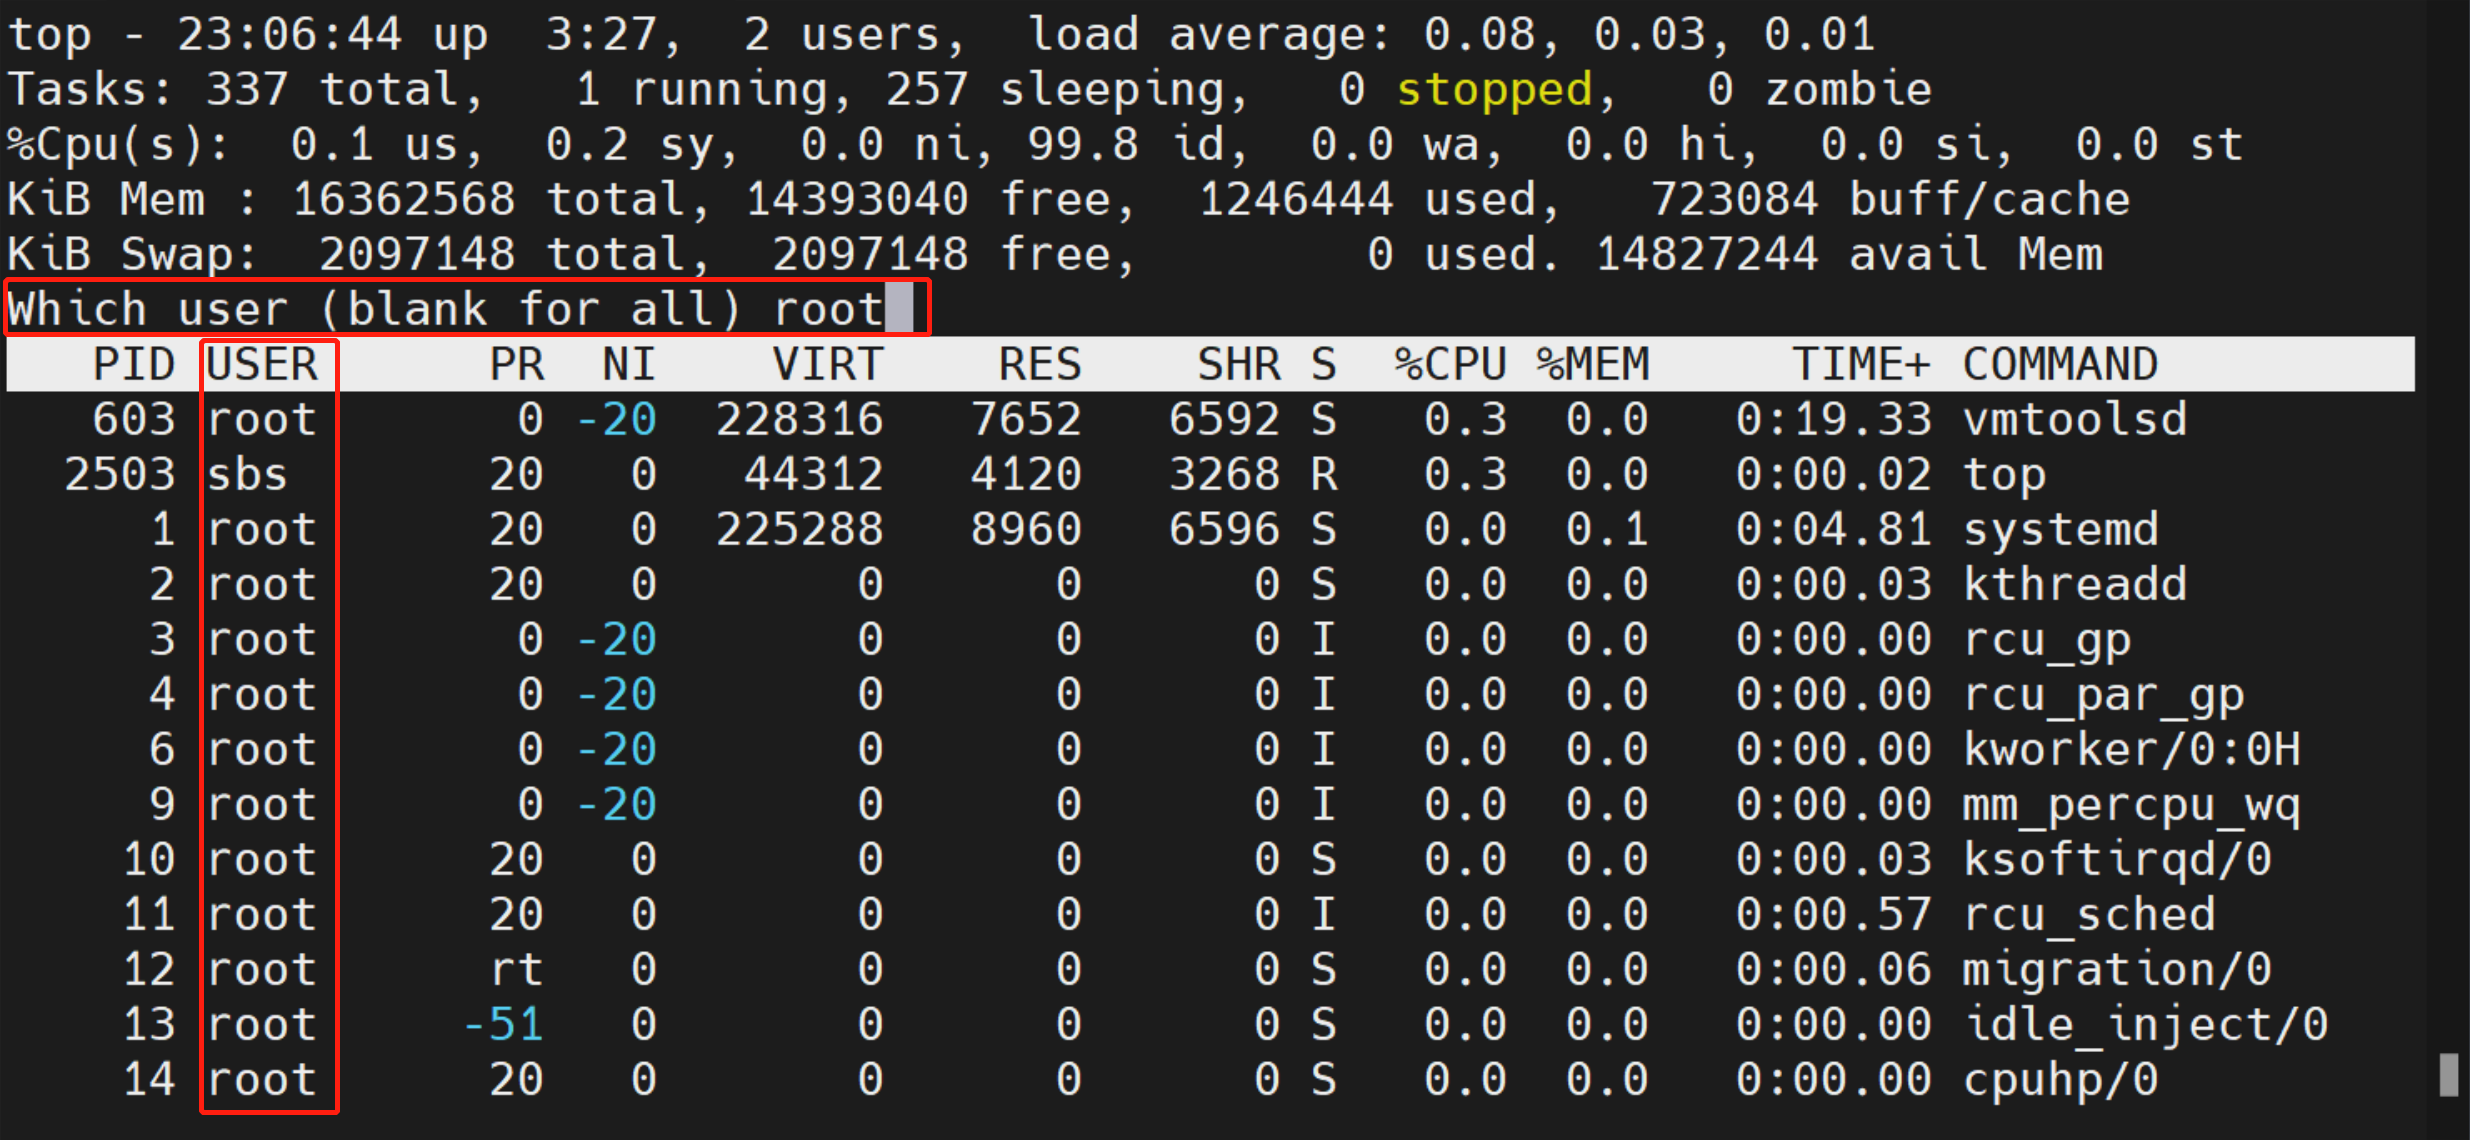 top - 23:06:44 up  3:27,  2 users,  load average: 0.08, 0.03, 0.01
Tasks: 337 total,   1 running, 257 sleeping,   0 stopped,   0 zombie
%Cpu(s):  0.1 us,  0.2 sy,  0.0 ni, 99.8 id,  0.0 wa,  0.0 hi,  0.0 si,  0.0 st
KiB Mem : 16362568 total, 14393040 free,  1246444 used,   723084 buff/cache
KiB Swap:  2097148 total,  2097148 free,        0 used. 14827244 avail Mem
Which user (blank for all) root
PID USER      PR  NI    VIRT    RES    SHR S  %CPU %MEM     TIME+ COMMAND
603 root       0 -20  228316   7652   6592 S   0.3  0.0   0:19.33 vmtoolsd
2503 sbs       20   0   44312   4120   3268 R   0.3  0.0   0:00.02 top
1 root      20   0  225288   8960   6596 S   0.0  0.1   0:04.81 systemd
2 root      20   0       0      0      0 S   0.0  0.0   0:00.03 kthreadd
3 root       0 -20       0      0      0 I   0.0  0.0   0:00.00 rcu_gp
4 root       0 -20       0      0      0 I   0.0  0.0   0:00.00 rcu_par_gp
6 root       0 -20       0      0      0 I   0.0  0.0   0:00.00 kworker/0:0H
9 root       0 -20       0      0      0 I   0.0  0.0   0:00.00 mm_percpu_wq
10 root      20   0       0      0      0 S   0.0  0.0   0:00.03 ksoftirqd/0
11 root      20   0       0      0      0 I   0.0  0.0   0:00.57 rcu_sched
12 root      rt   0       0      0      0 S   0.0  0.0   0:00.06 migration/0
13 root     -51   0       0      0      0 S   0.0  0.0   0:00.00 idle_inject/0
14 root      20   0       0      0      0 S   0.0  0.0   0:00.00 cpuhp/0